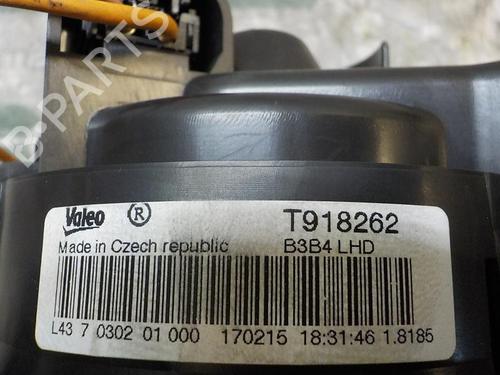 B-PARTS
Valeo ® T918262
Made in Czech republic B3B4 LHD
L43 7 0302 01 000 170215 18:31:46 1.8185